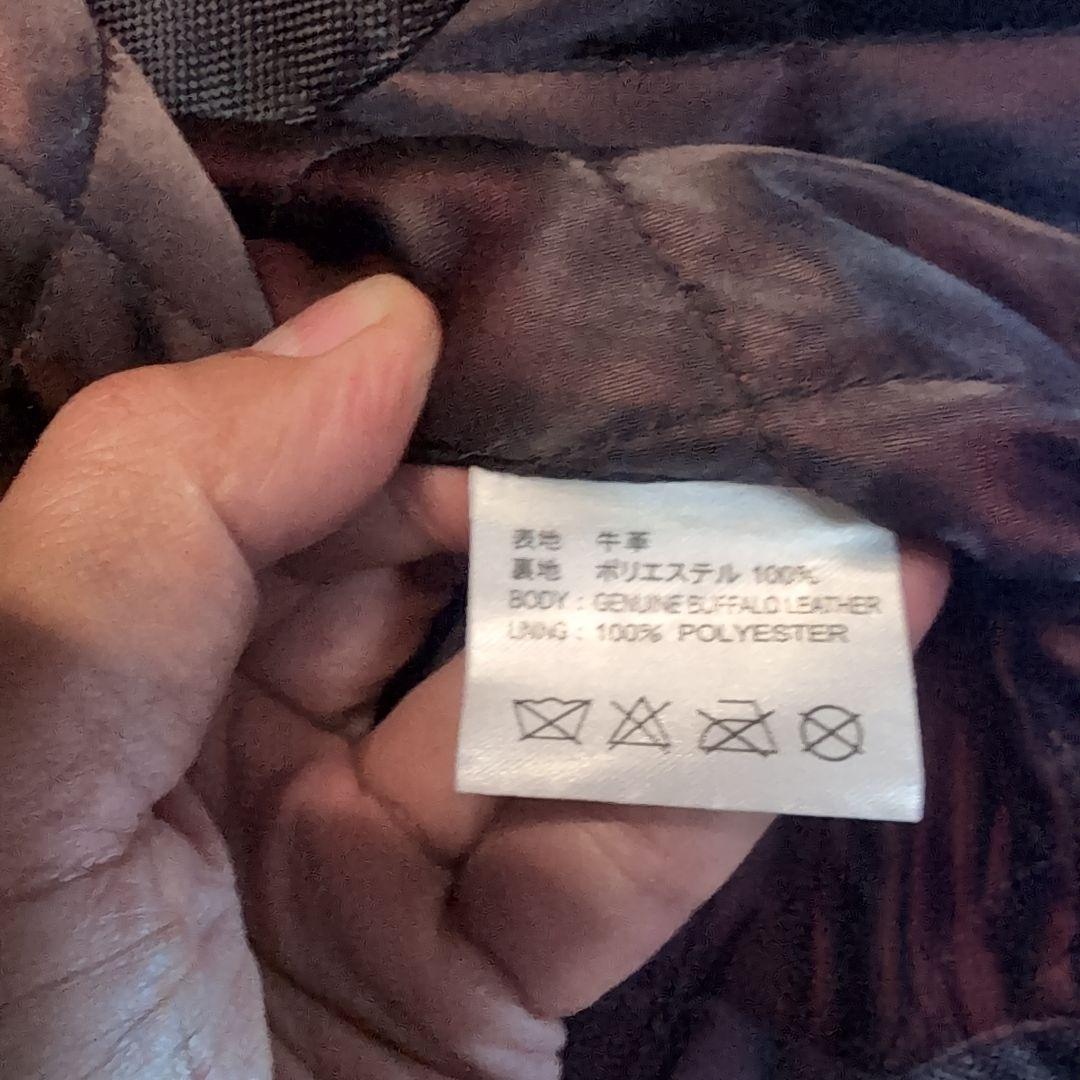 表地 牛革
裏地 ポリエステル 100%
BODY : GENUINE BUFFALO LEATHER
LINING : 100% POLYESTER